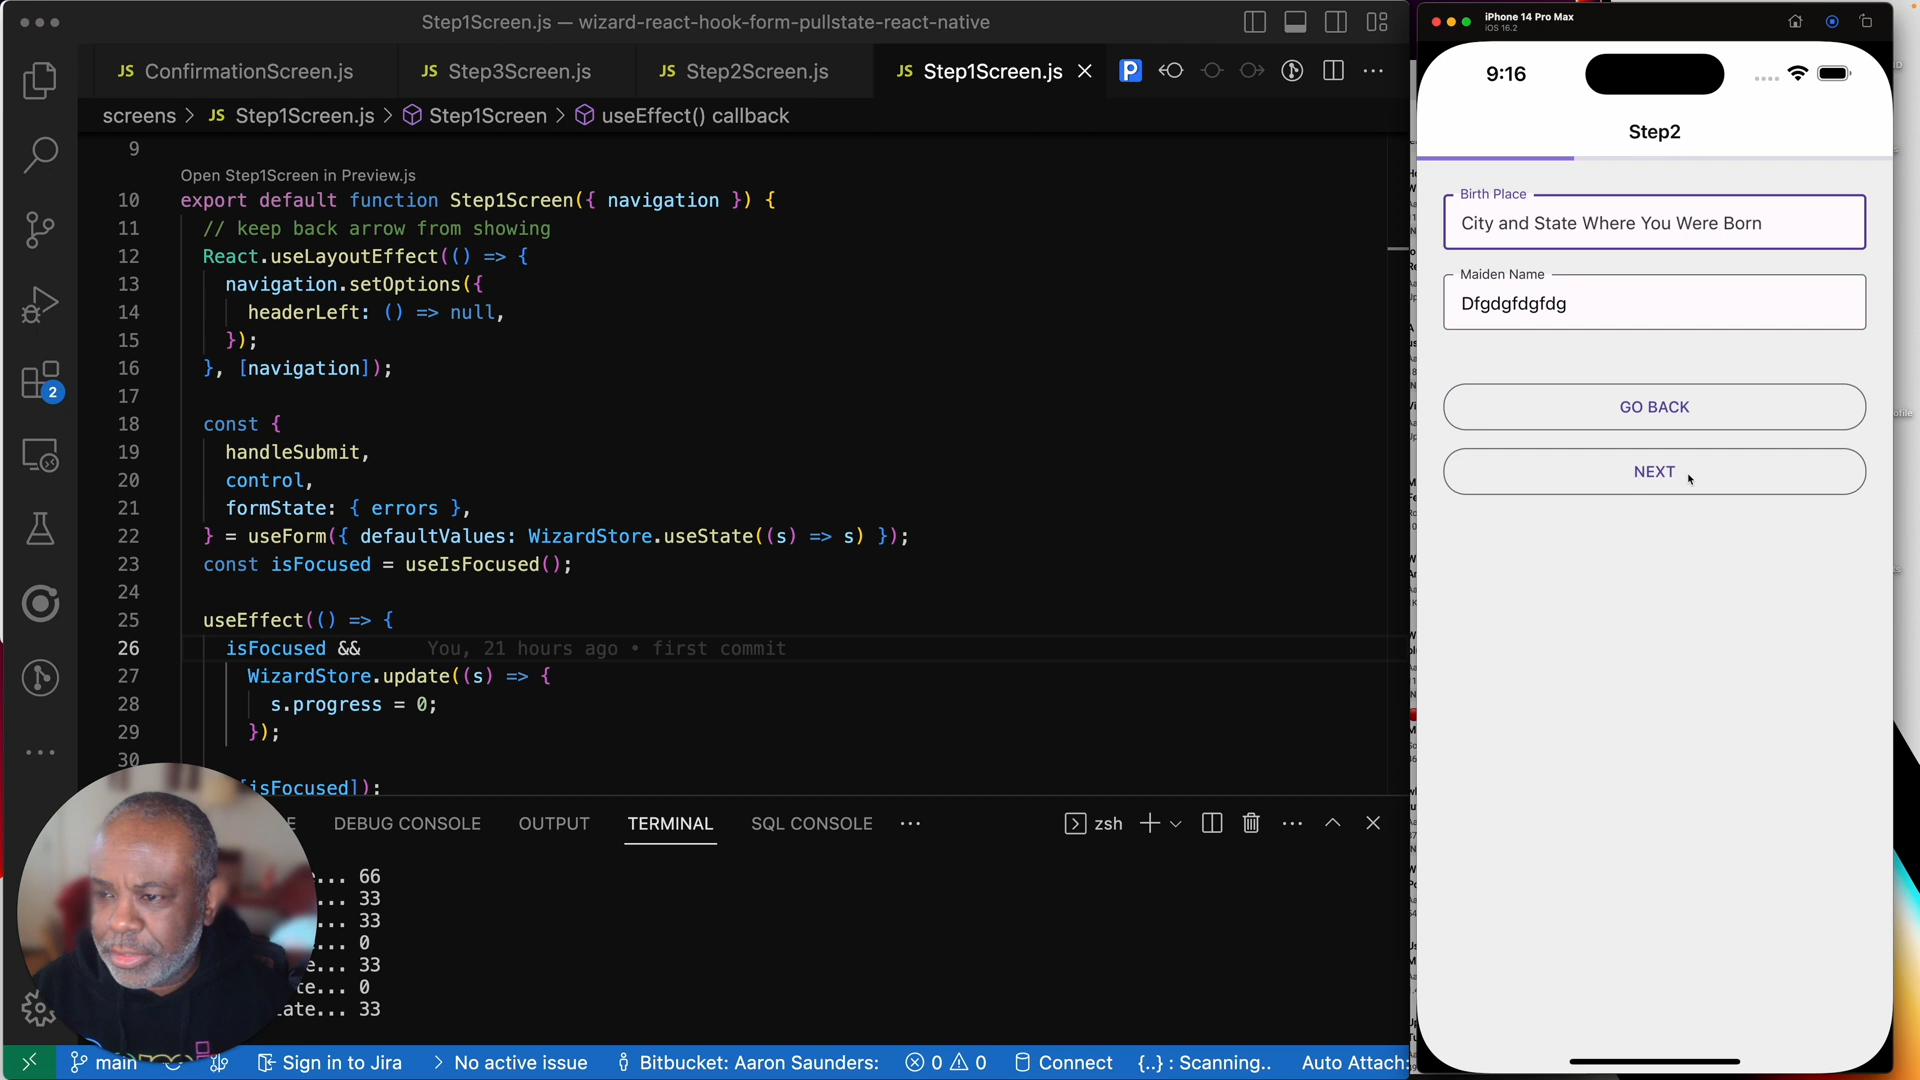 Step1Screen.js — wizard-react-hook-form-pullstate-react-native
JS ConfirmationScreen.js
JS Step3Screen.js
JS Step2Screen.js
JS Step1Screen.js
screens > JS Step1Screen.js > Step1Screen > useEffect() callback
9
Open Step1Screen in Preview.js
10 export default function Step1Screen({ navigation }) {
11 // keep back arrow from showing
12 React.useLayoutEffect(() => {
13 navigation.setOptions({
14 headerLeft: () => null,
15 });
16 }, [navigation]);
17
18 const {
19 handleSubmit,
20 control,
21 formState: { errors },
22 } = useForm({ defaultValues: WizardStore.useState((s) => s) });
23 const isFocused = useIsFocused();
24
25 useEffect(() => {
26 isFocused && You, 21 hours ago • first commit
27 WizardStore.update((s) => {
28 s.progress = 0;
29 });
30
[isFocused]);
2
DEBUG CONSOLE
OUTPUT
TERMINAL
SQL CONSOLE
zsh
... 66
... 33
... 33
... 0
e... 33
te... 0
ate... 33
main
Sign in to Jira
No active issue
Bitbucket: Aaron Saunders:
0 0
Connect
{..} : Scanning..
Auto Attach:
iPhone 14 Pro Max
iOS 16.2
9:16
Step2
Birth Place
City and State Where You Were Born
Maiden Name
Dfgdgfdgfdg
GO BACK
NEXT